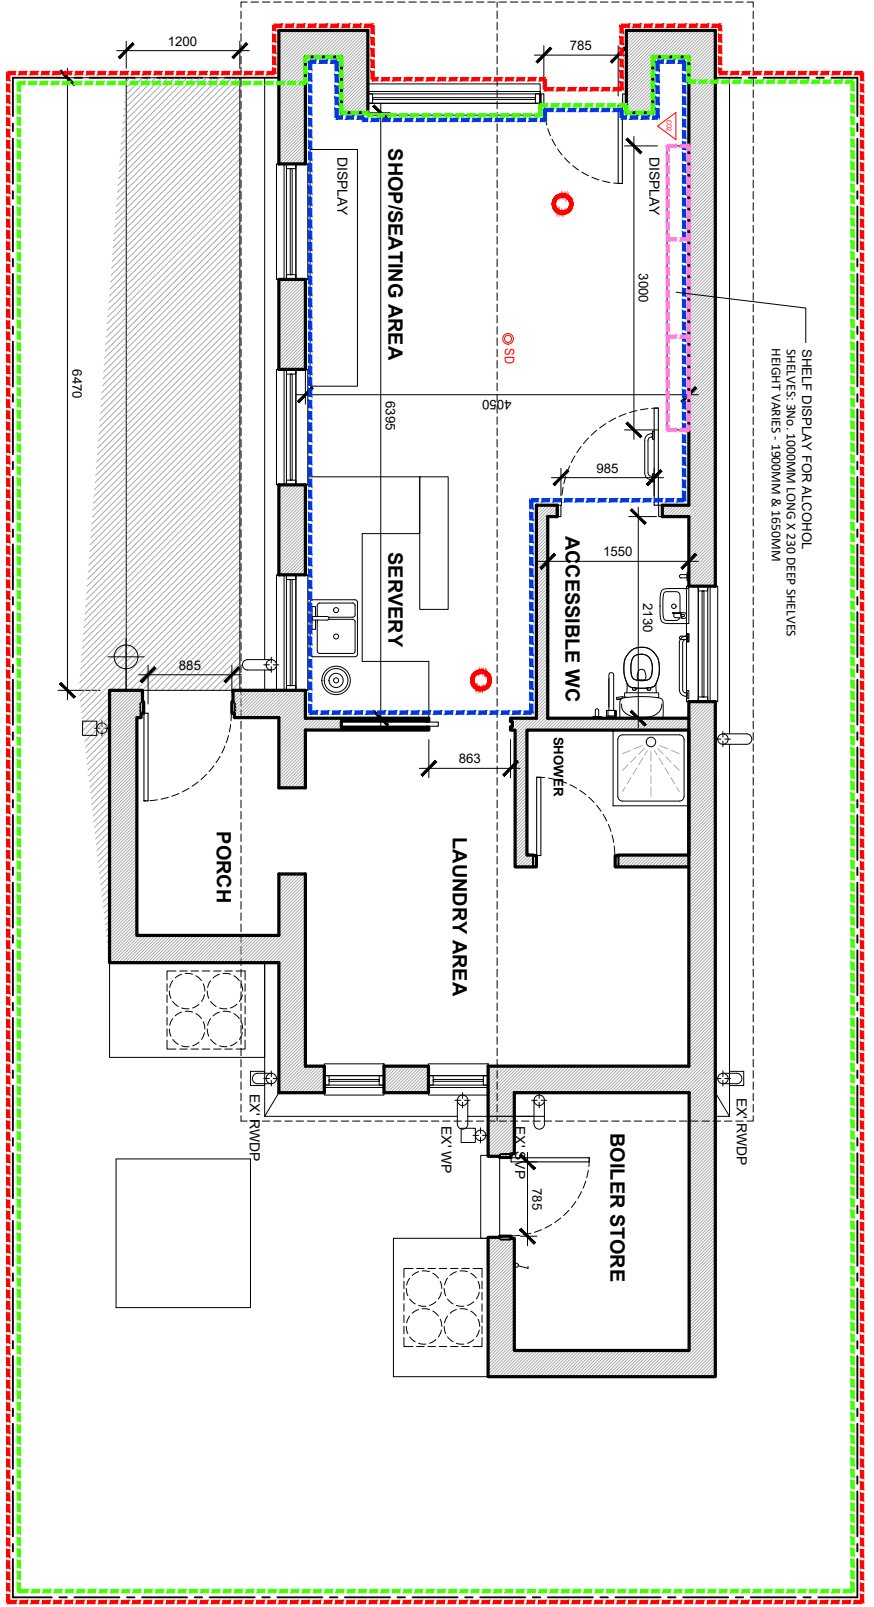 1200
785
SHOP/SEATING AREA
DISPLAY
DISPLAY
3000
CO2
SHELF DISPLAY FOR ALCOHOL
SHELVES: 3No. 1000MM LONG X 230 DEEP SHELVES
HEIGHT VARIES - 1900MM & 1650MM
SD
6470
6395
4050
985
SERVERY
ACCESSIBLE WC
1550
2130
885
863
SHOWER
PORCH
LAUNDRY AREA
EX' RWDP
EX' WP
EX' SVP
EX' RWDP
785
BOILER STORE